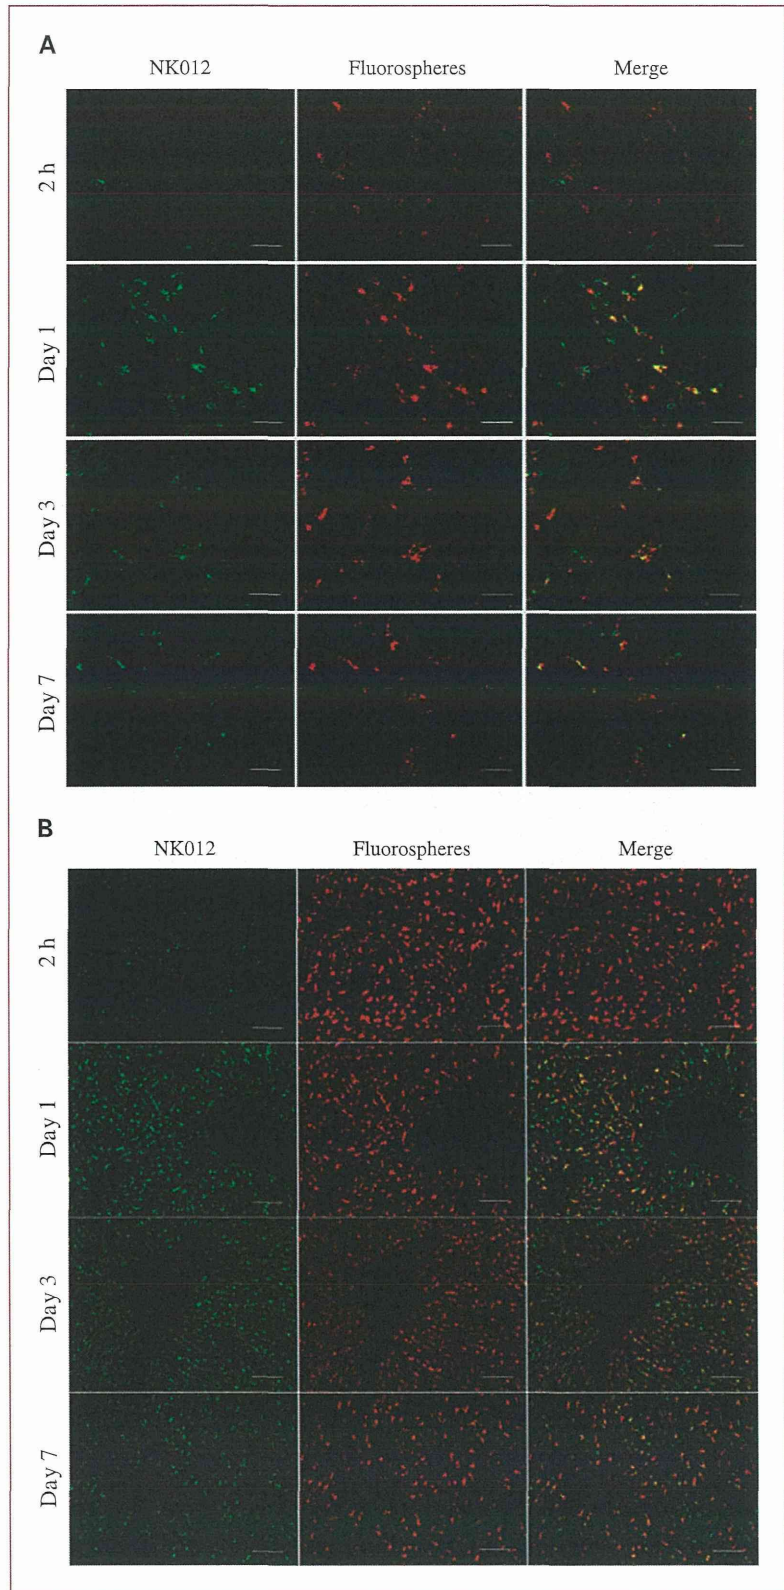 A
NK012 Fluorospheres Merge
2 h
Day 1
Day 3
Day 7
B
NK012 Fluorospheres Merge
2 h
Day 1
Day 3
Day 7